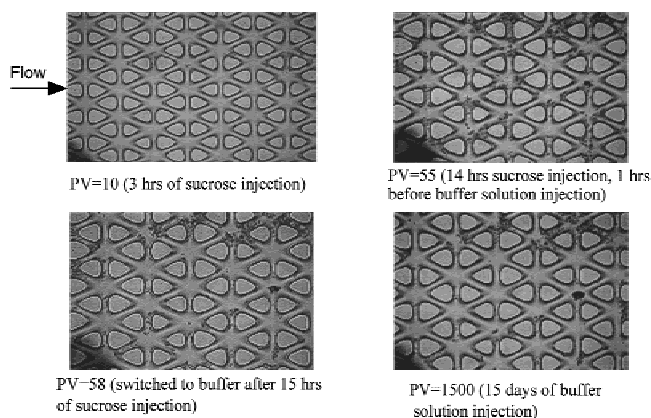 Flow
PV=10 (3 hrs of sucrose injection)
PV=55 (14 hrs sucrose injection, 1 hrs
before buffer solution injection)
PV=58 (switched to buffer after 15 hrs
of sucrose injection)
PV=1500 (15 days of buffer
solution injection)